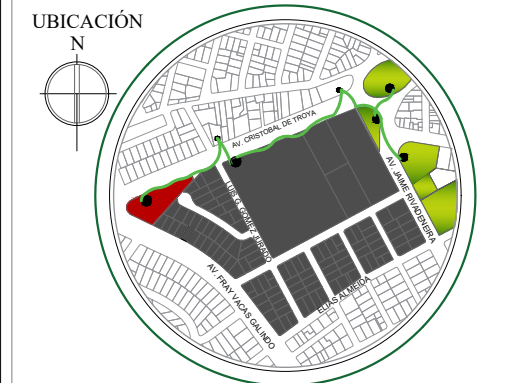 UBICACIÓN
N
AV. CRISTOBAL DE TROYA
AV. JAIME RIVADENEIRA
LUIS G. GOMEZ JURADO
AV. FRAY VACAS GALINDO
ELIAS ALMEIDA